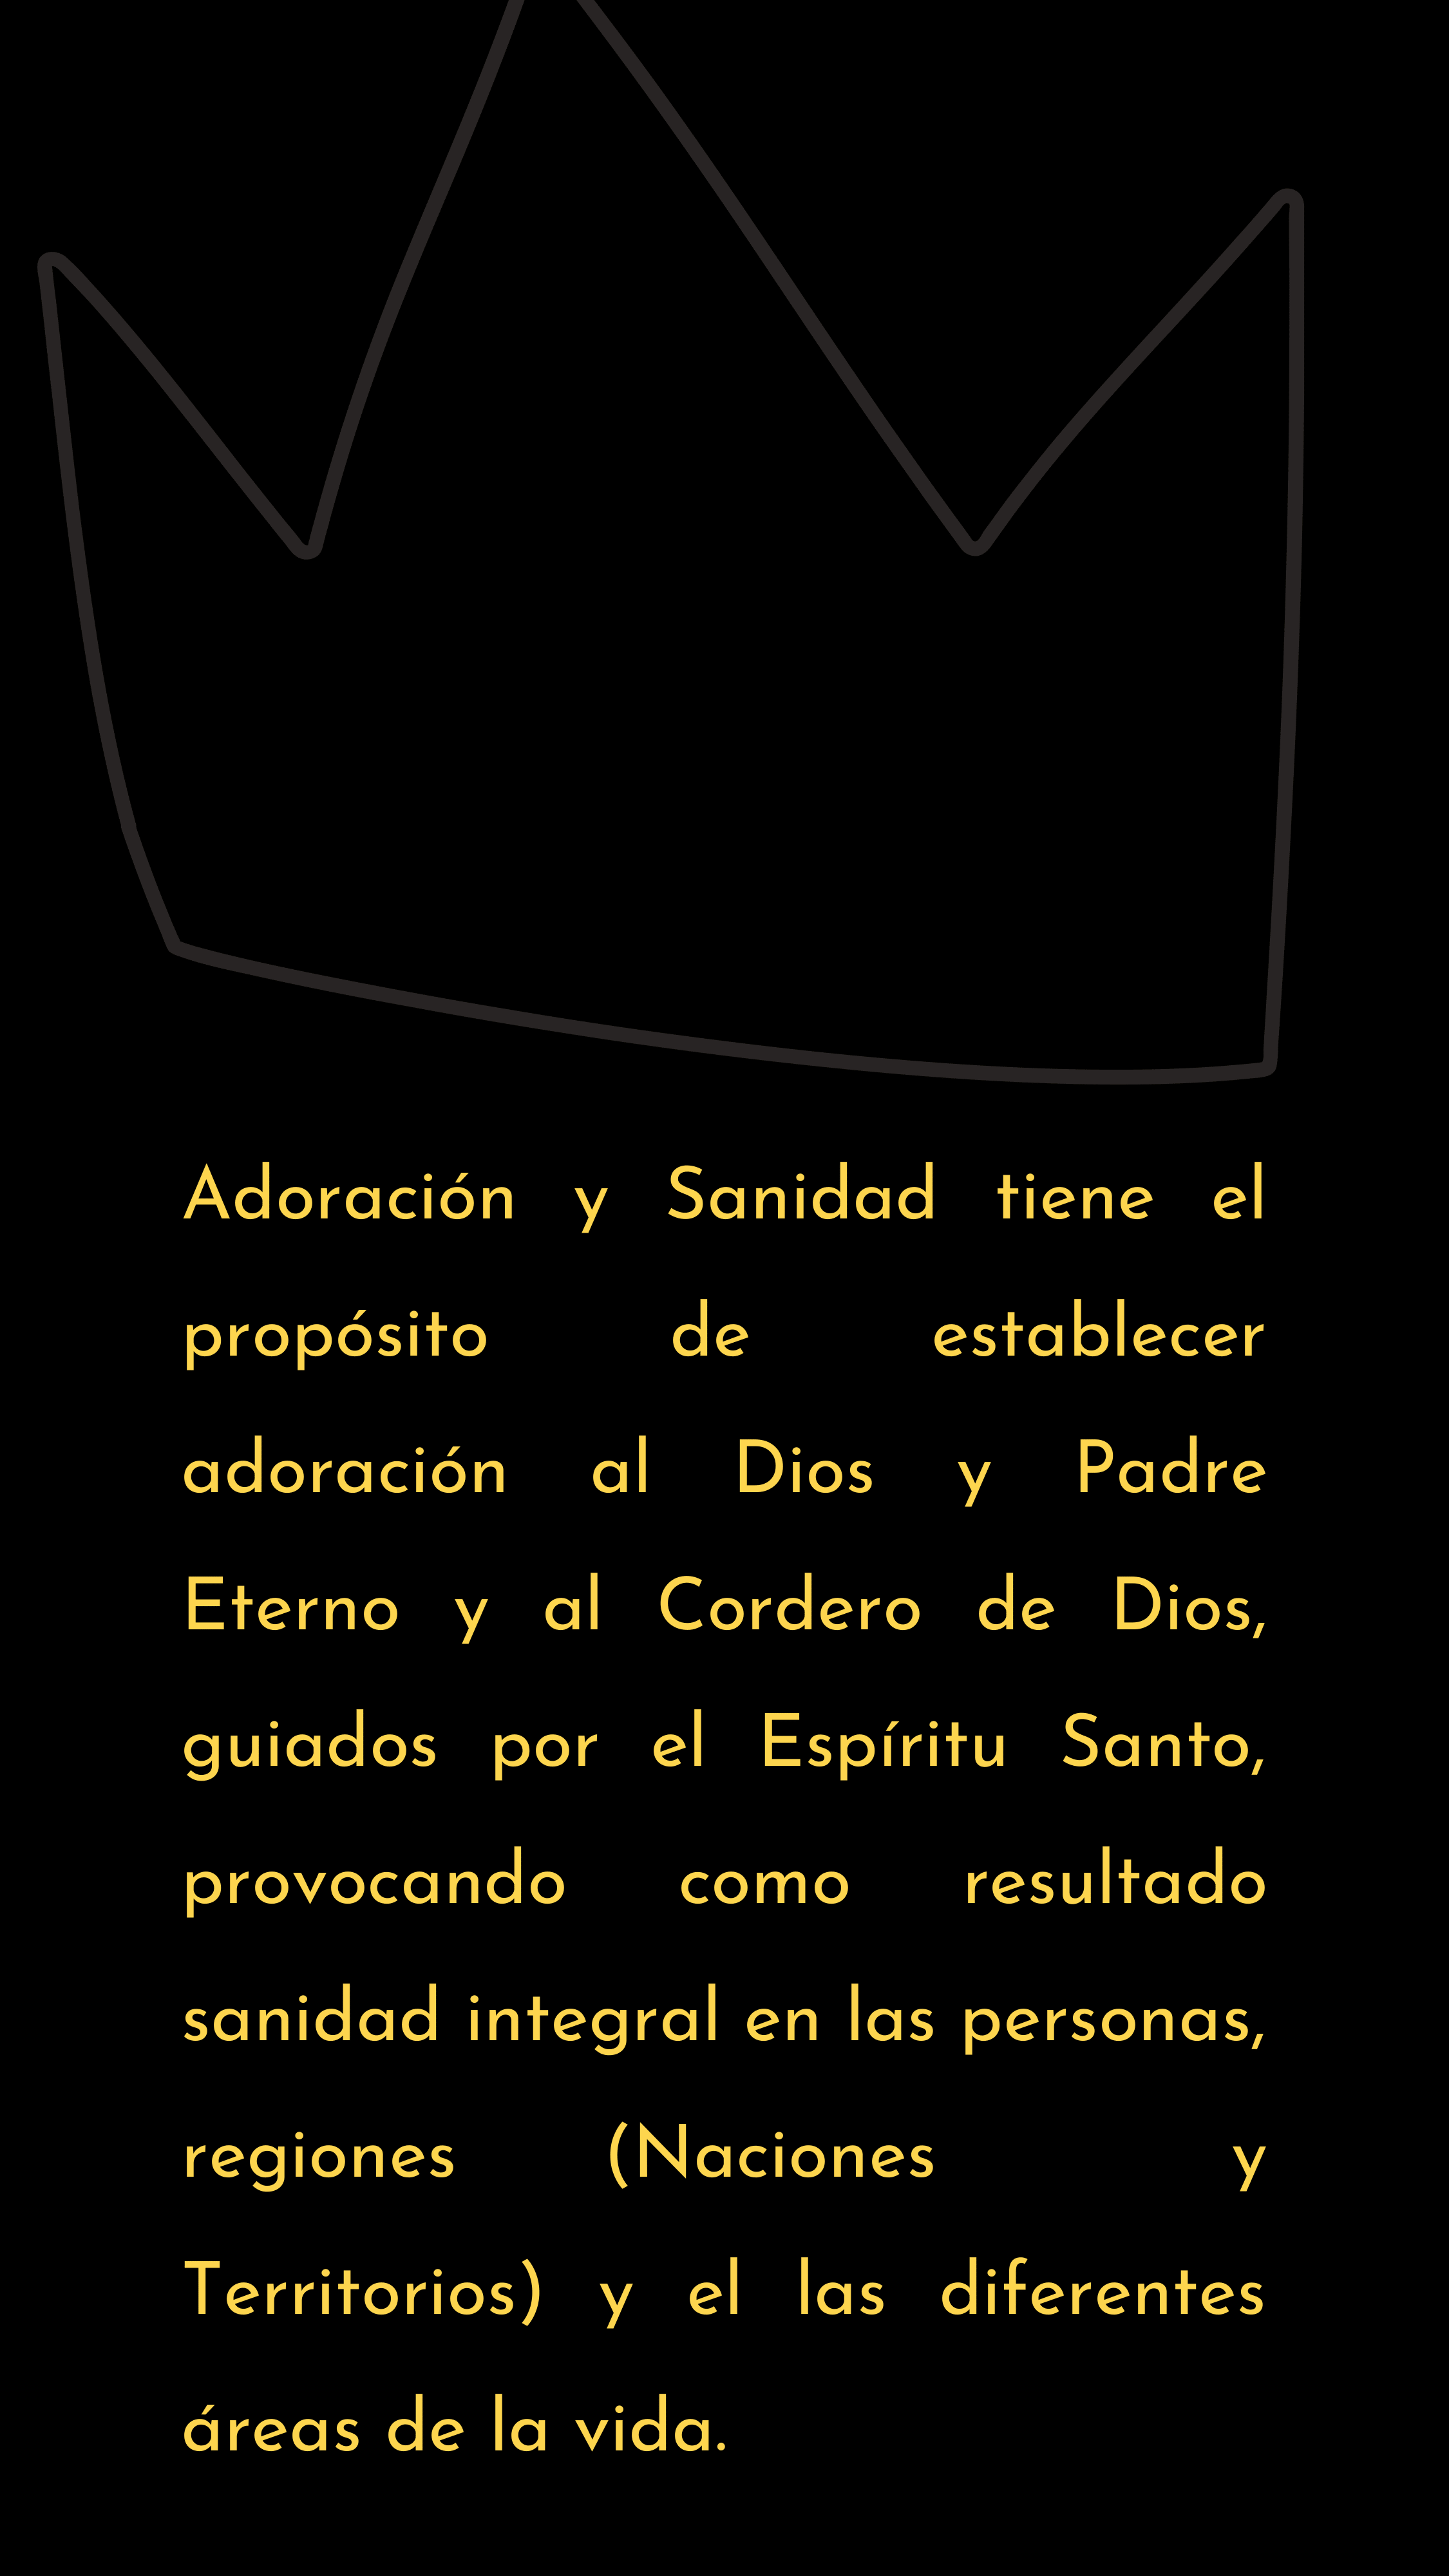 Adoración y Sanidad tiene el
propósito de establecer
adoración al Dios y Padre
Eterno y al Cordero de Dios,
guiados por el Espíritu Santo,
provocando como resultado
sanidad integral en las personas,
regiones (Naciones y
Territorios) y el las diferentes
áreas de la vida.